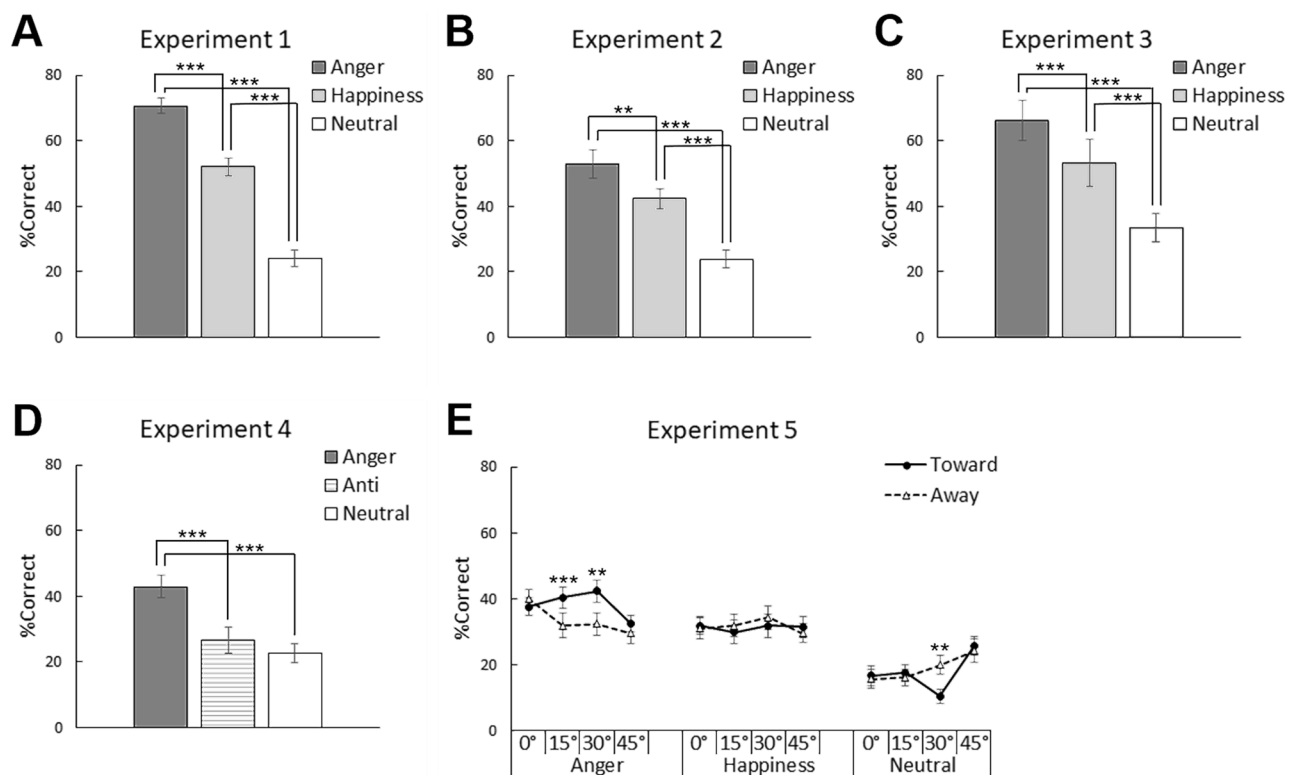 A
Experiment 1
Anger
Happiness
Neutral
%Correct
80
60
40
20
0
***
***
***
B
Experiment 2
Anger
Happiness
Neutral
%Correct
80
60
40
20
0
**
***
***
C
Experiment 3
Anger
Happiness
Neutral
%Correct
80
60
40
20
0
***
***
***
D
Experiment 4
Anger
Anti
Neutral
%Correct
80
60
40
20
0
***
***
E
Experiment 5
Toward
Away
%Correct
80
60
40
20
0
*** ** **
0° 15° 30° 45° 0° 15° 30° 45° 0° 15° 30° 45°
Anger Happiness Neutral